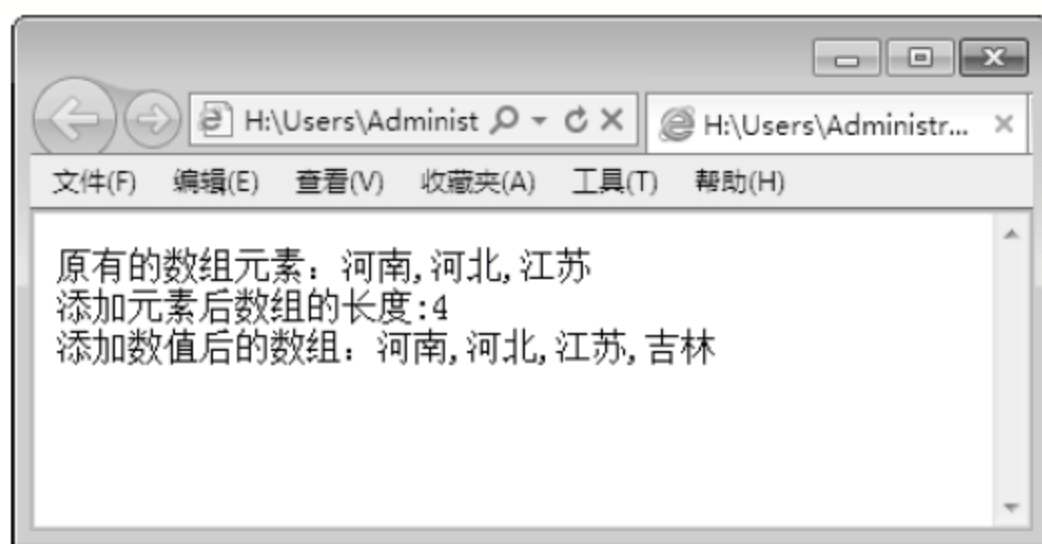 H:\Users\Administ
H:\Users\Administr...
文件(F) 编辑(E) 查看(V) 收藏夹(A) 工具(T) 帮助(H)
原有的数组元素：河南,河北,江苏
添加元素后数组的长度:4
添加数值后的数组：河南,河北,江苏,吉林